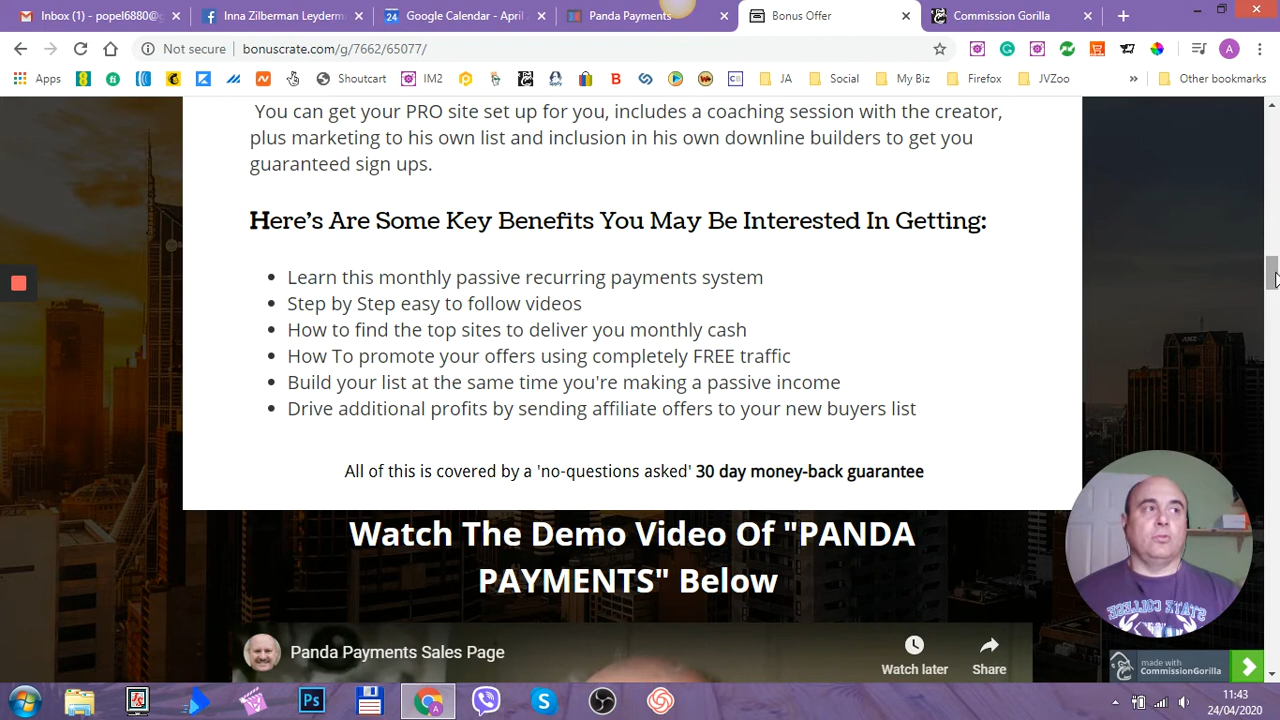 Inbox (1) - popel6880@g
Inna Zilberman Leyderm
Google Calendar - April
Panda Payments
Bonus Offer
Commission Gorilla
Not secure
bonuscrate.com/g/7662/65077/
A
Apps
Shoutcart
IM2
JA
Social
My Biz
Firefox
JVZoo
»
Other bookmarks
You can get your PRO site set up for you, includes a coaching session with the creator,
plus marketing to his own list and inclusion in his own downline builders to get you
guaranteed sign ups.
Here's Are Some Key Benefits You May Be Interested In Getting:
Learn this monthly passive recurring payments system
Step by Step easy to follow videos
How to find the top sites to deliver you monthly cash
How To promote your offers using completely FREE traffic
Build your list at the same time you're making a passive income
Drive additional profits by sending affiliate offers to your new buyers list
All of this is covered by a 'no-questions asked' 30 day money-back guarantee
Watch The Demo Video Of "PANDA
PAYMENTS" Below
Panda Payments Sales Page
Watch later
Share
made with
CommissionGorilla
11:43
24/04/2020